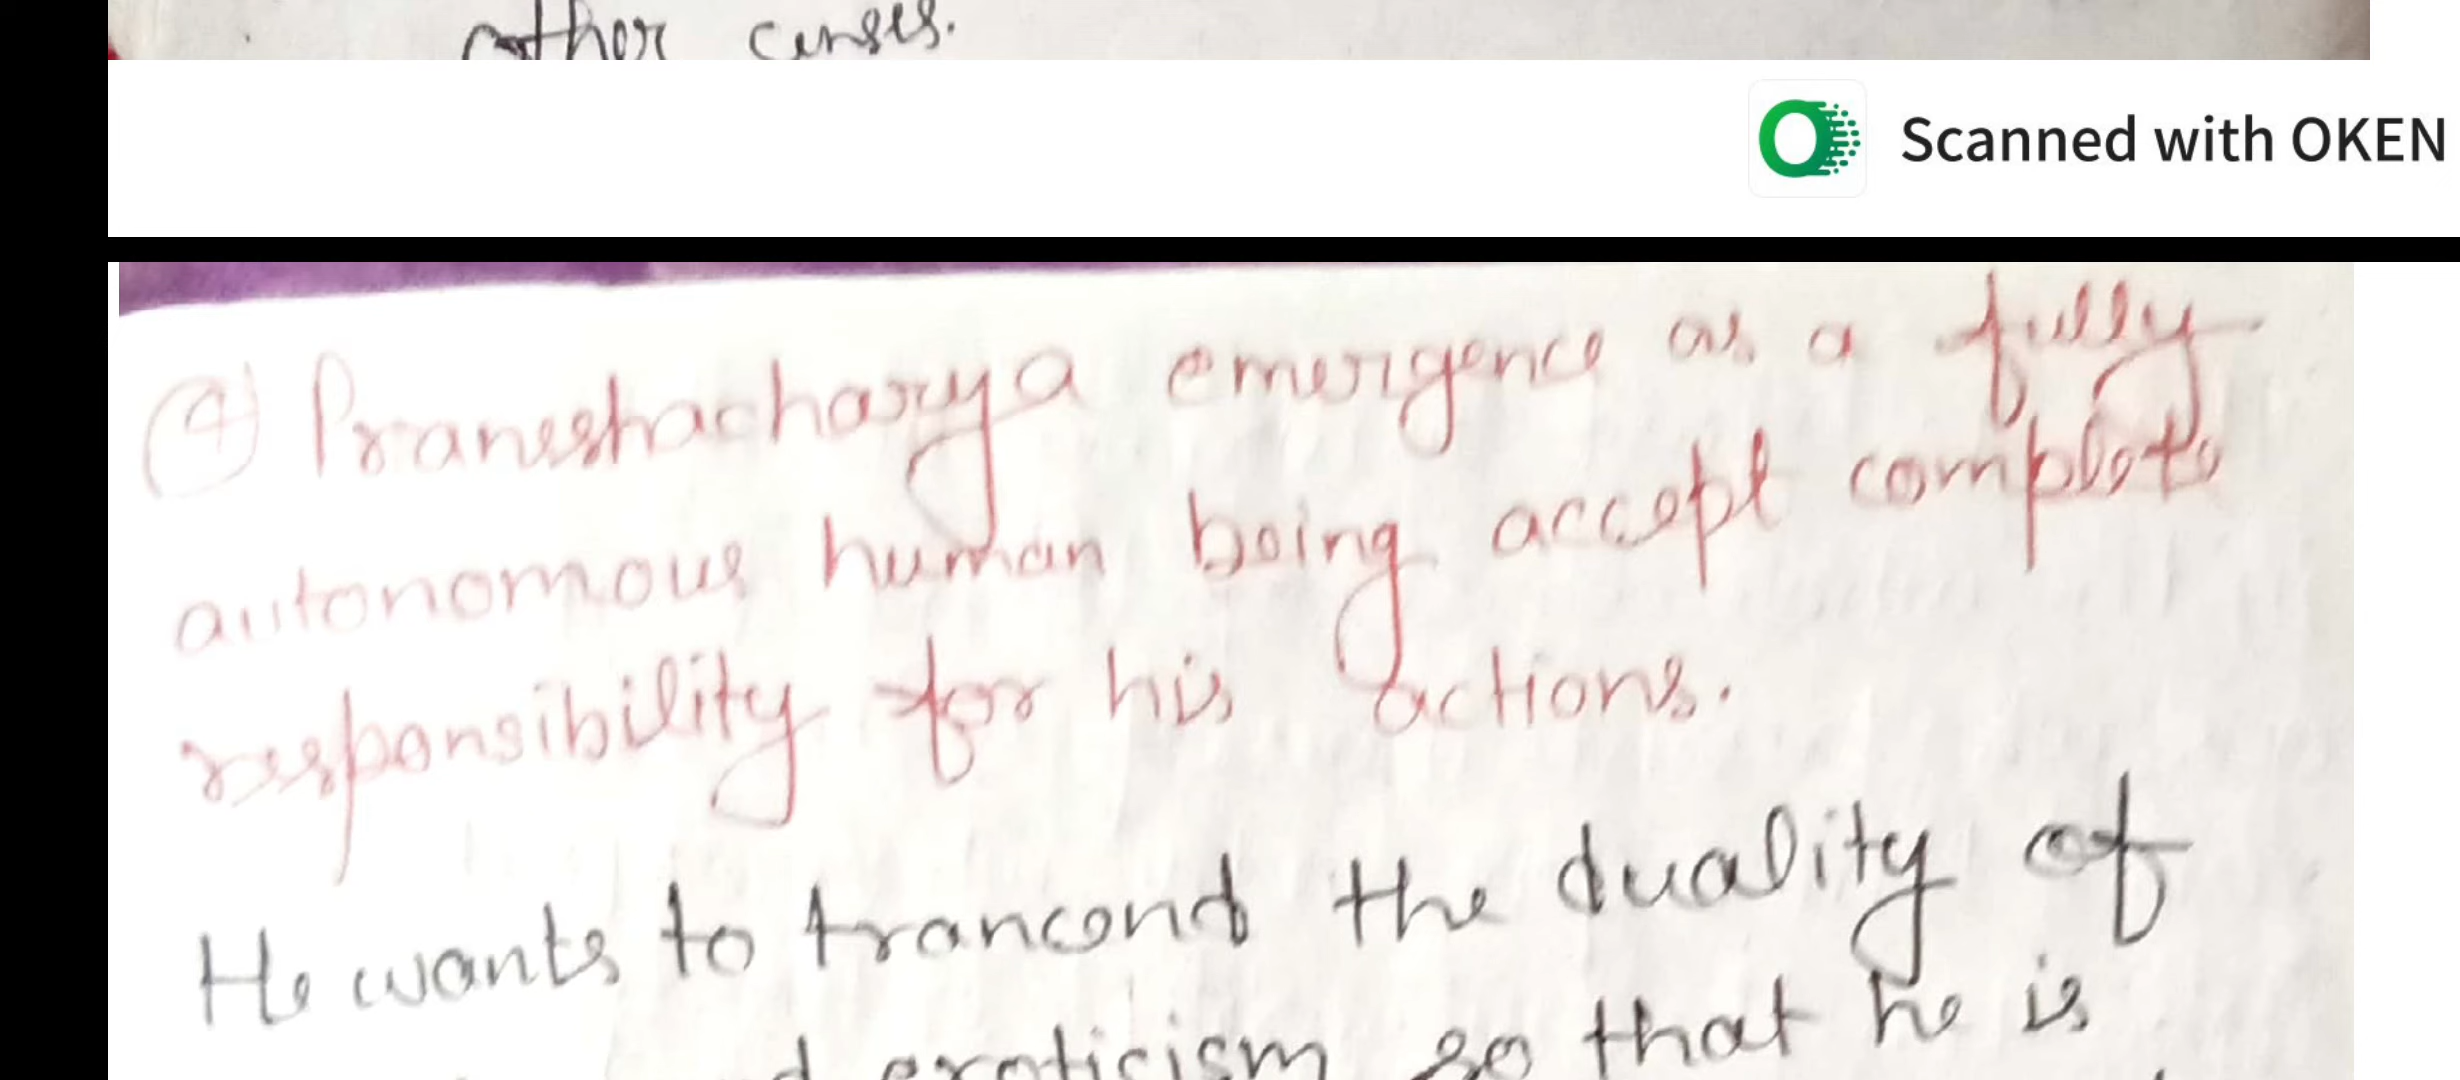 other censes.
Scanned with OKEN
④ Praneshacharya emergence as a fully
autonomous human being accept complete
responsibility for his actions.
He wants to trancend the duality of
eroticism so that he is